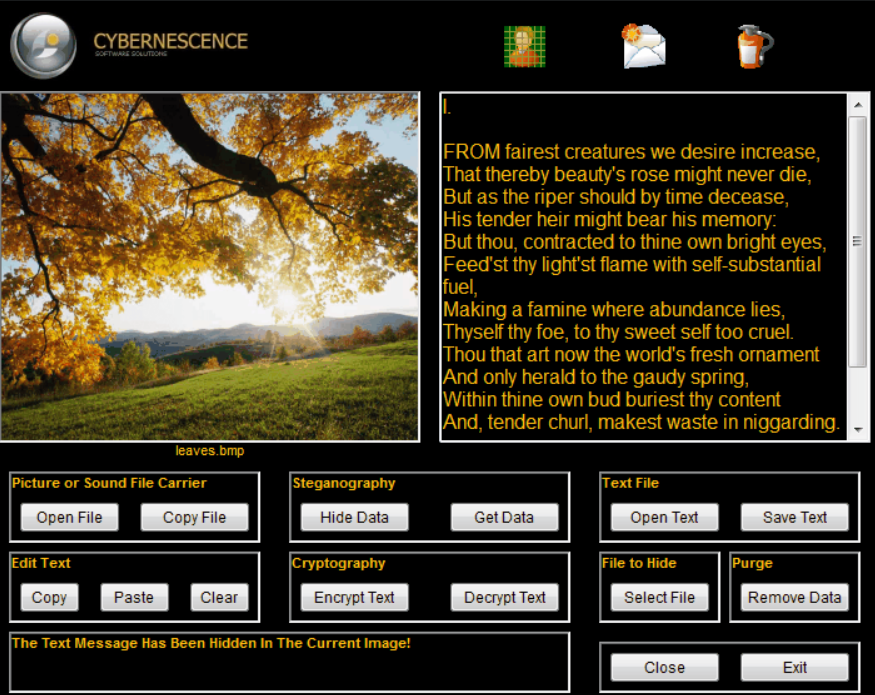 CYBERNESCENCE
SOFTWARE SOLUTIONS
I.
FROM fairest creatures we desire increase,
That thereby beauty's rose might never die,
But as the riper should by time decease,
His tender heir might bear his memory:
But thou, contracted to thine own bright eyes,
Feed'st thy light'st flame with self-substantial
fuel,
Making a famine where abundance lies,
Thyself thy foe, to thy sweet self too cruel.
Thou that art now the world's fresh ornament
And only herald to the gaudy spring,
Within thine own bud buriest thy content
And, tender churl, makest waste in niggarding.
leaves.bmp
Picture or Sound File Carrier
Open File Copy File
Steganography
Hide Data Get Data
Text File
Open Text Save Text
Edit Text
Copy Paste Clear
Cryptography
Encrypt Text Decrypt Text
File to Hide
Select File
Purge
Remove Data
The Text Message Has Been Hidden In The Current Image!
Close Exit